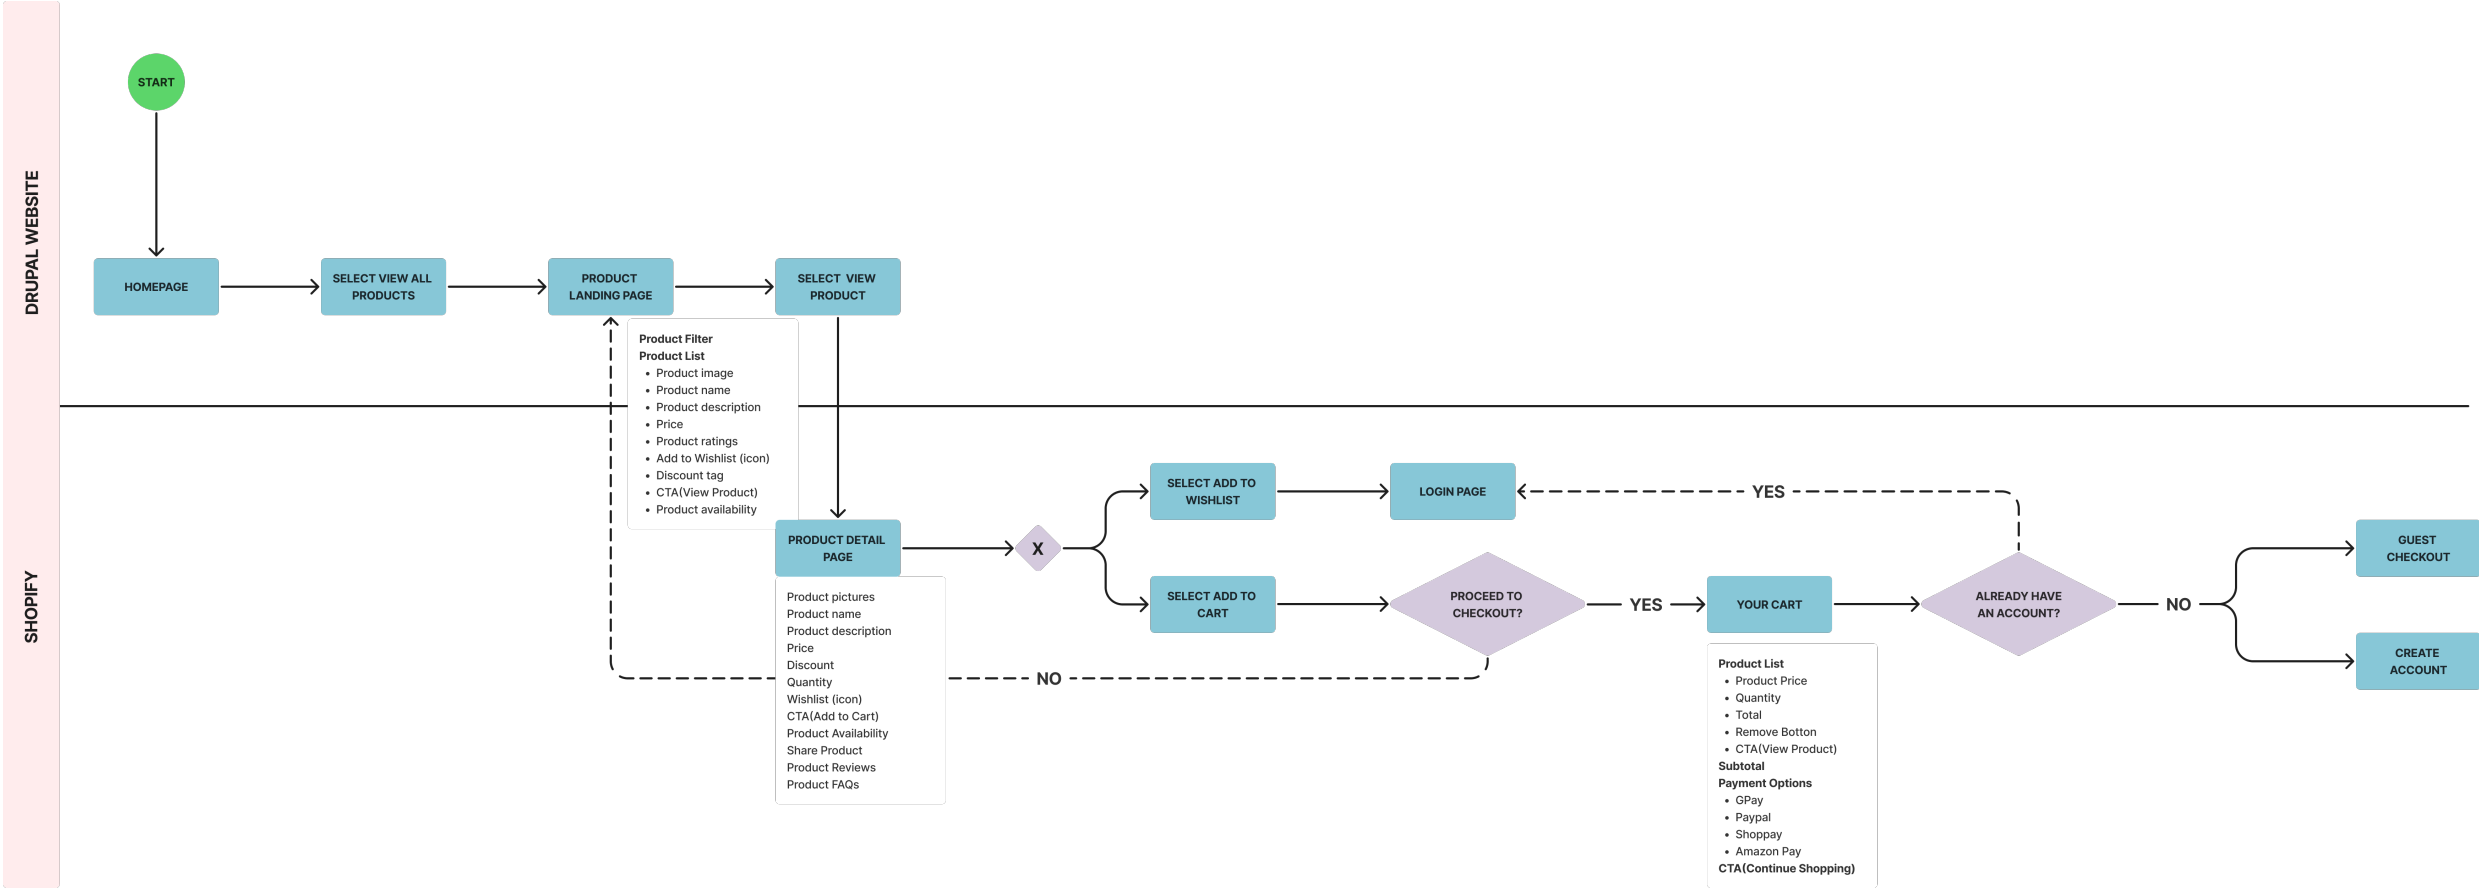 DRUPAL WEBSITE
START
HOMEPAGE
SELECT VIEW ALL
PRODUCTS
PRODUCT
LANDING PAGE
SELECT VIEW
PRODUCT
Product Filter
Product List
• Product image
• Product name
• Product description
• Price
• Product ratings
• Add to Wishlist (icon)
• Discount tag
• CTA(View Product)
• Product availability
SHOPIFY
PRODUCT DETAIL
PAGE
Product pictures
Product name
Product description
Price
Discount
Quantity
Wishlist (icon)
CTA(Add to Cart)
Product Availability
Share Product
Product Reviews
Product FAQs
X
SELECT ADD TO
WISHLIST
LOGIN PAGE
YES
SELECT ADD TO
CART
PROCEED TO
CHECKOUT?
NO
YES
YOUR CART
Product List
• Product Price
• Quantity
• Total
• Remove Botton
• CTA(View Product)
Subtotal
Payment Options
• GPay
• Paypal
• Shoppay
• Amazon Pay
CTA(Continue Shopping)
ALREADY HAVE
AN ACCOUNT?
NO
GUEST
CHECKOUT
CREATE
ACCOUNT